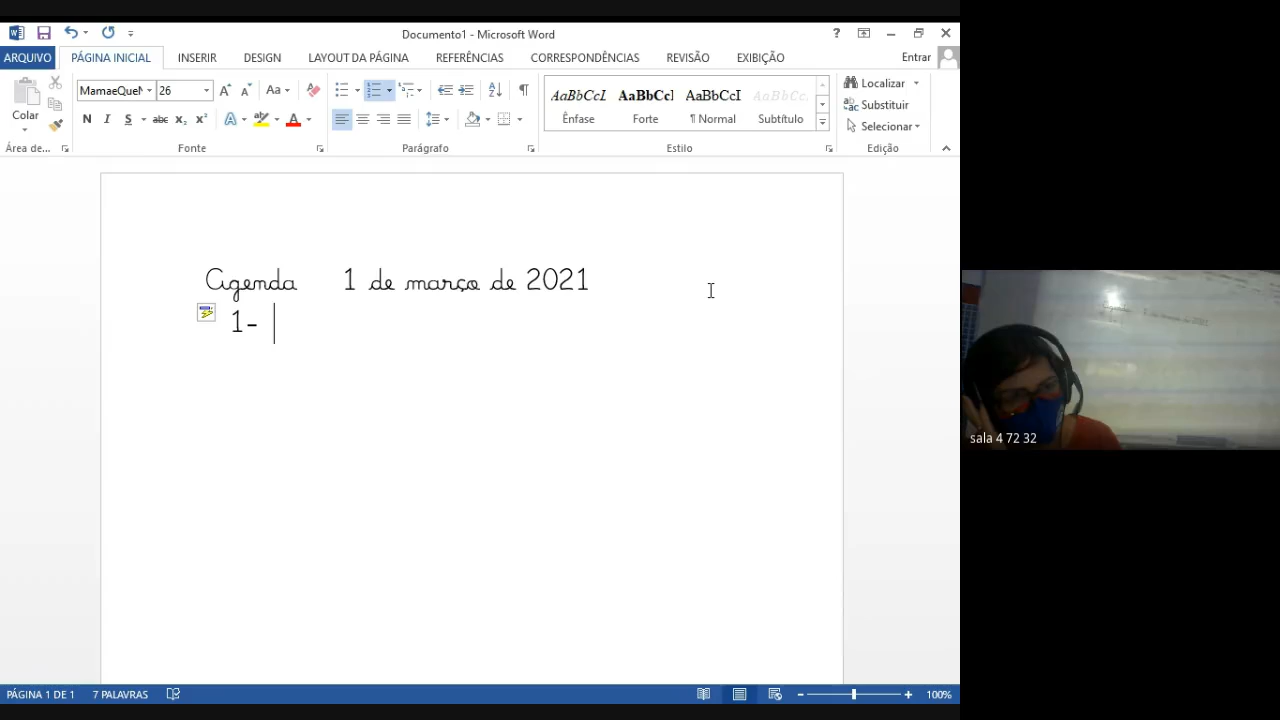 Documento1 - Microsoft Word
?
ARQUIVO PÁGINA INICIAL INSERIR DESIGN LAYOUT DA PÁGINA REFERÊNCIAS CORRESPONDÊNCIAS REVISÃO EXIBIÇÃO Entrar
Colar
Área de...
MamaeQueN 26
Aa
N I S abc x₂ x²
Fonte
Parágrafo
AaBbCcI AaBbCcI AaBbCcI AaBbCc.
Ênfase Forte ¶ Normal Subtítulo
Estilo
Localizar
Substituir
Selecionar
Edição
Agenda 1 de março de 2021
1-
sala 4 72 32
PÁGINA 1 DE 1 7 PALAVRAS 100%